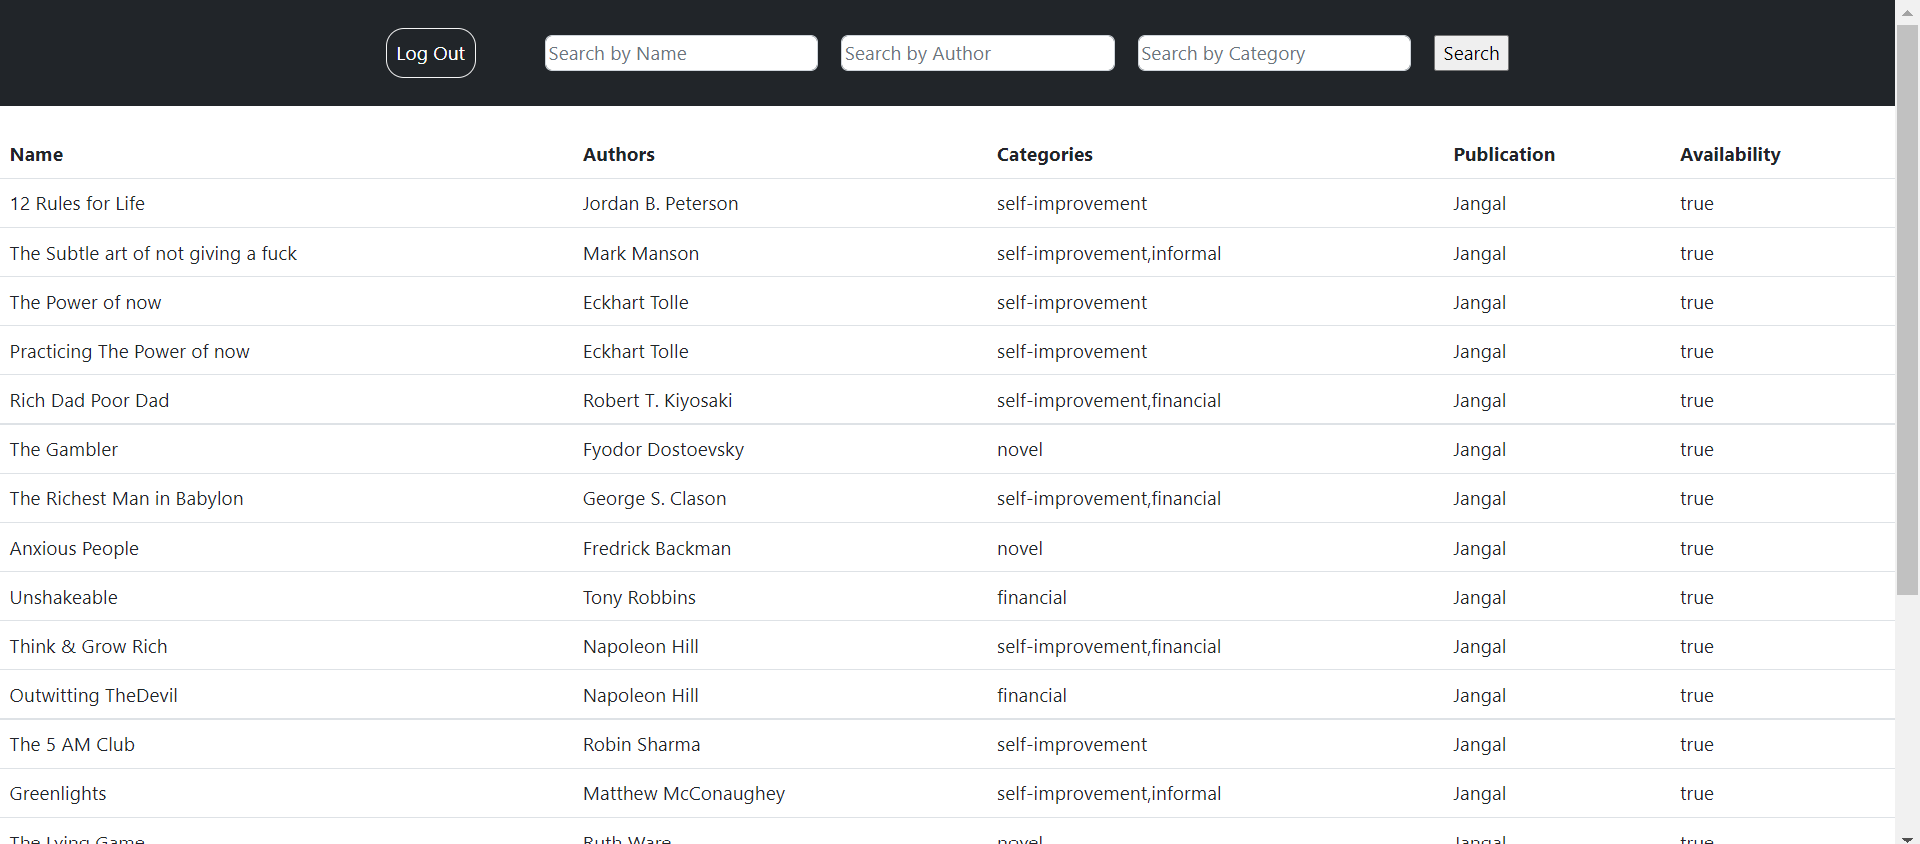 Log Out Search by Name Search by Author Search by Category Search
Name Authors Categories Publication Availability
12 Rules for Life Jordan B. Peterson self-improvement Jangal true
The Subtle art of not giving a fuck Mark Manson self-improvement,informal Jangal true
The Power of now Eckhart Tolle self-improvement Jangal true
Practicing The Power of now Eckhart Tolle self-improvement Jangal true
Rich Dad Poor Dad Robert T. Kiyosaki self-improvement,financial Jangal true
The Gambler Fyodor Dostoevsky novel Jangal true
The Richest Man in Babylon George S. Clason self-improvement,financial Jangal true
Anxious People Fredrick Backman novel Jangal true
Unshakeable Tony Robbins financial Jangal true
Think & Grow Rich Napoleon Hill self-improvement,financial Jangal true
Outwitting TheDevil Napoleon Hill financial Jangal true
The 5 AM Club Robin Sharma self-improvement Jangal true
Greenlights Matthew McConaughey self-improvement,informal Jangal true
The Lying Game Ruth Ware novel Jangal true